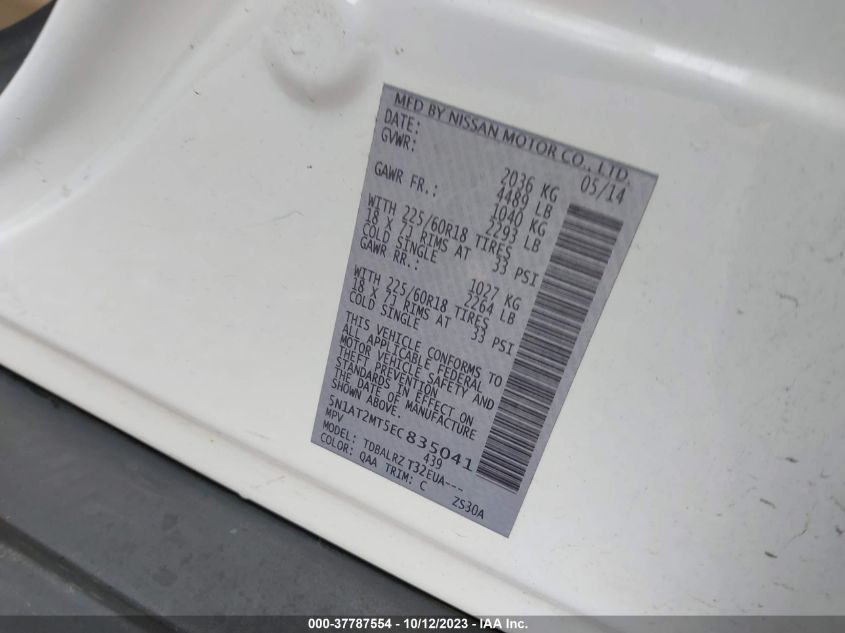 MFD BY NISSAN MOTOR CO., LTD.
DATE: 05/14
GVWR: 2036 KG
4489 LB
GAWR FR.: 1040 KG
2293 LB
WITH 225/60R18 TIRES
18 X 7J RIMS AT 33 PSI
COLD SINGLE
GAWR RR.: 1027 KG
2264 LB
WITH 225/60R18 TIRES
18 X 7J RIMS AT 33 PSI
COLD SINGLE
THIS VEHICLE CONFORMS TO
ALL APPLICABLE FEDERAL
MOTOR VEHICLE SAFETY AND
THEFT PREVENTION
STANDARDS IN EFFECT ON
THE DATE OF MANUFACTURE
SHOWN ABOVE.
5N1AT2MT5EC835041
MPV 439
MODEL: TDBALRZ T32EUA---
COLOR: QAA TRIM: C ZS30A
000-37787554 - 10/12/2023 - IAA Inc.